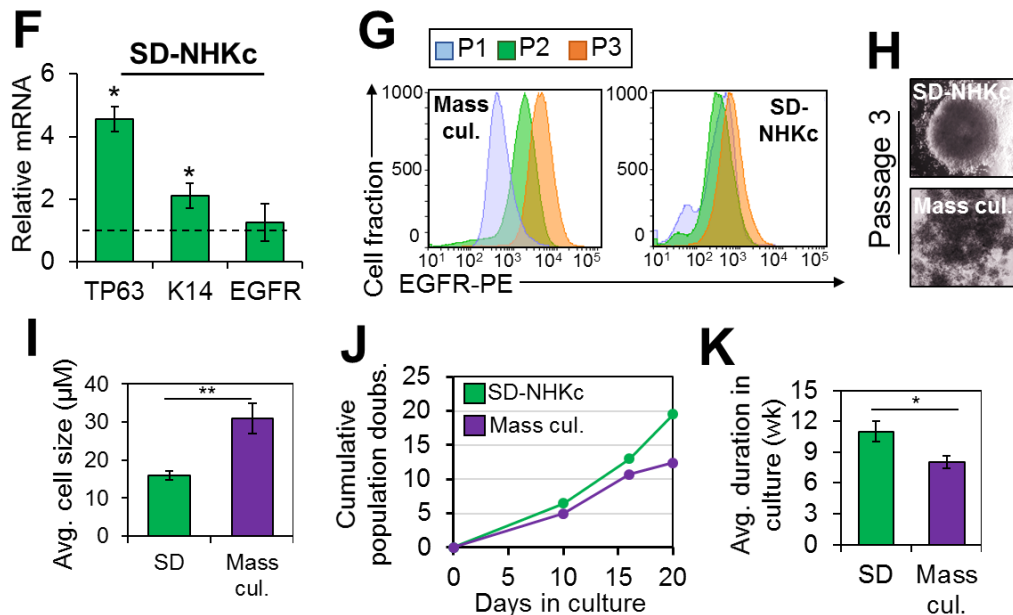 F
SD-NHKc
Relative mRNA
6
4
2
0
*
*
TP63 K14 EGFR
G
P1 P2 P3
Cell fraction
Mass
cul.
1000
500
0
10¹ 10² 10³ 10⁴ 10⁵
SD-
NHKc
1000
500
0
10¹ 10² 10³ 10⁴ 10⁵
EGFR-PE
H
Passage 3
SD-NHKc
Mass cul.
I
Avg. cell size (µM)
40
30
20
10
0
**
SD Mass
cul.
J
Cumulative
population doubs.
25
20
15
10
5
0
SD-NHKc
Mass cul.
0 5 10 15 20
Days in culture
K
Avg. duration in
culture (wk)
15
12
9
6
3
0
*
SD Mass
cul.